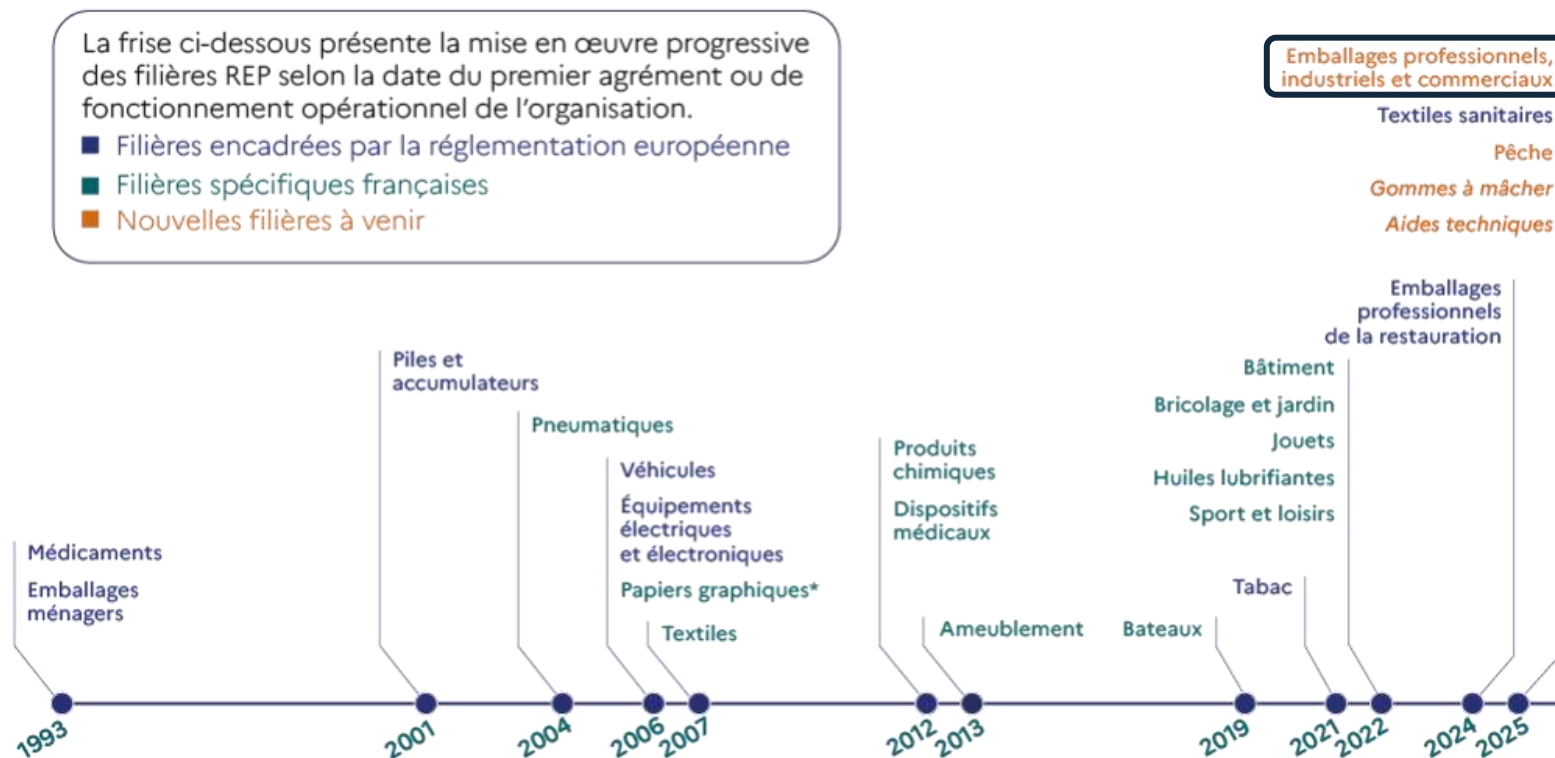 La frise ci-dessous présente la mise en œuvre progressive
des filières REP selon la date du premier agrément ou de
fonctionnement opérationnel de l'organisation.
Filières encadrées par la réglementation européenne
Filières spécifiques françaises
Nouvelles filières à venir
Emballages professionnels,
industriels et commerciaux
Textiles sanitaires
Pêche
Gommes à mâcher
Aides techniques
Emballages
professionnels
de la restauration
Médicaments
Emballages
ménagers
Piles et
accumulateurs
Pneumatiques
Véhicules
Équipements
électriques
et électroniques
Papiers graphiques*
Textiles
Produits
chimiques
Dispositifs
médicaux
Ameublement
Bateaux
Tabac
Bâtiment
Bricolage et jardin
Jouets
Huiles lubrifiantes
Sport et loisirs
1993
2001
2004
2006
2007
2012
2013
2019
2021
2022
2024
2025